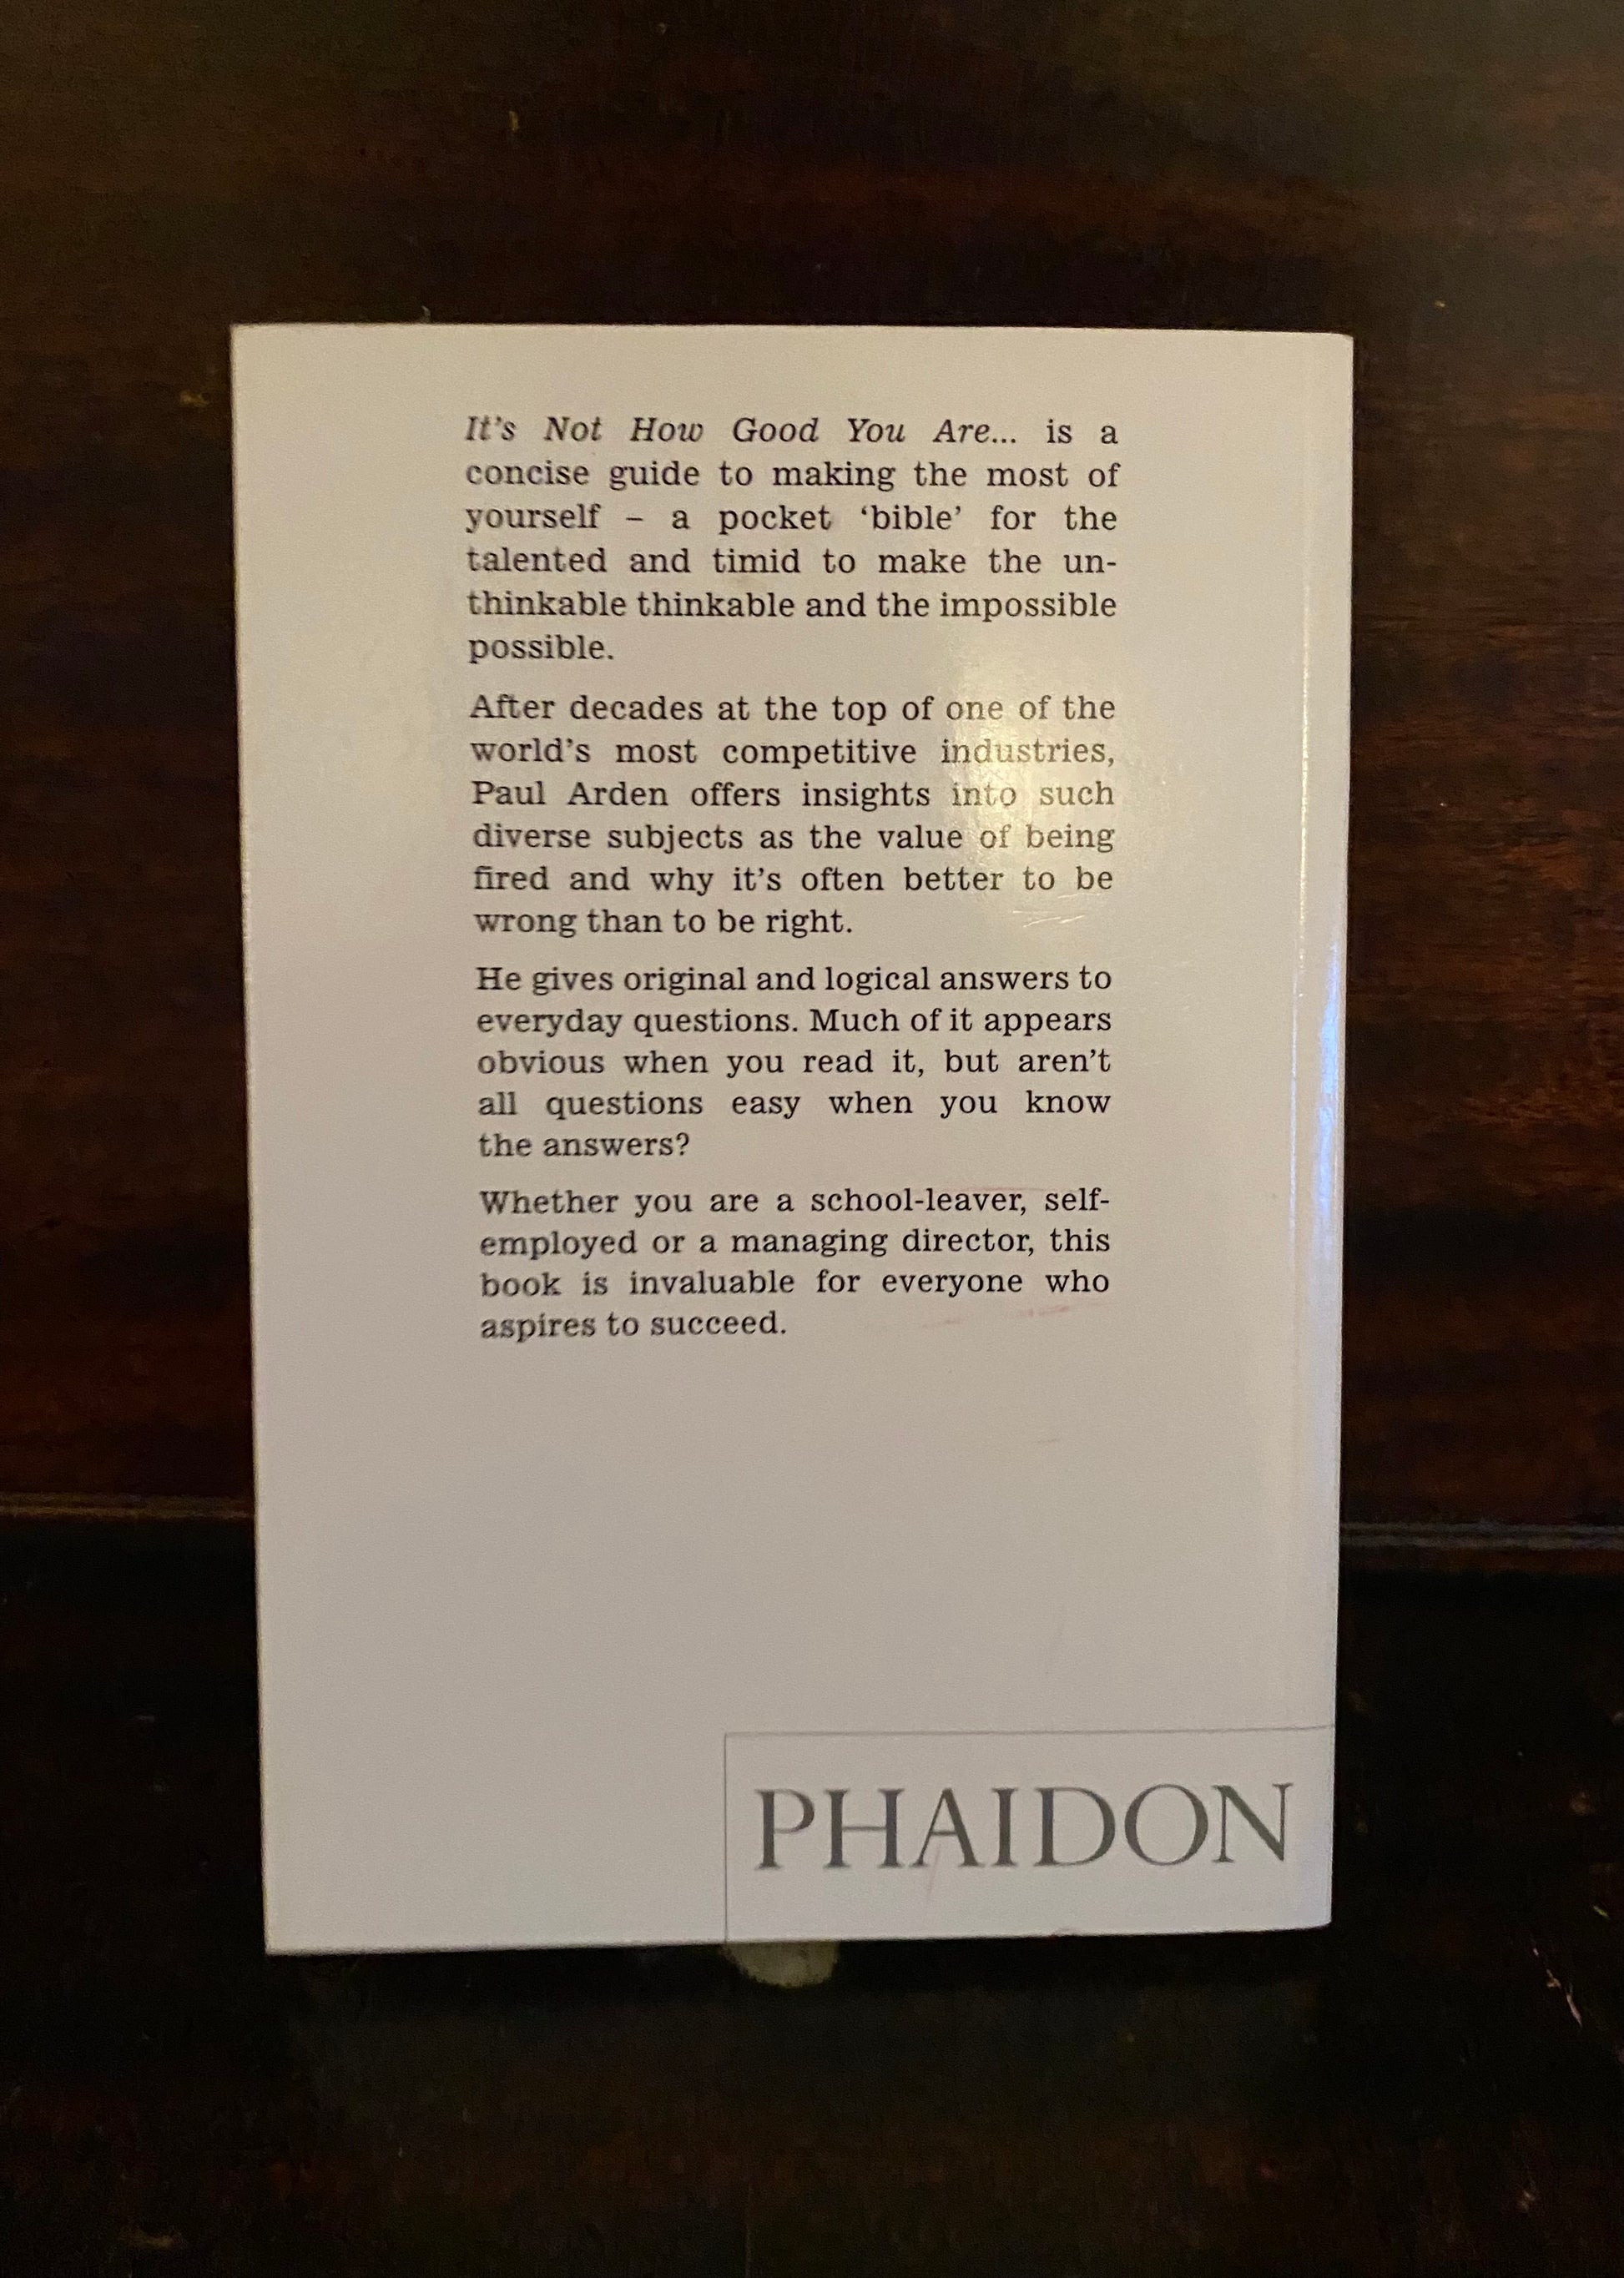 It's Not How Good You Are... is a
concise guide to making the most of
yourself – a pocket ‘bible’ for the
talented and timid to make the un-
thinkable thinkable and the impossible
possible.
After decades at the top of one of the
world's most competitive industries,
Paul Arden offers insights into such
diverse subjects as the value of being
fired and why it's often better to be
wrong than to be right.
He gives original and logical answers to
everyday questions. Much of it appears
obvious when you read it, but aren't
all questions easy when you know
the answers?
Whether you are a school-leaver, self-
employed or a managing director, this
book is invaluable for everyone who
aspires to succeed.
PHAIDON